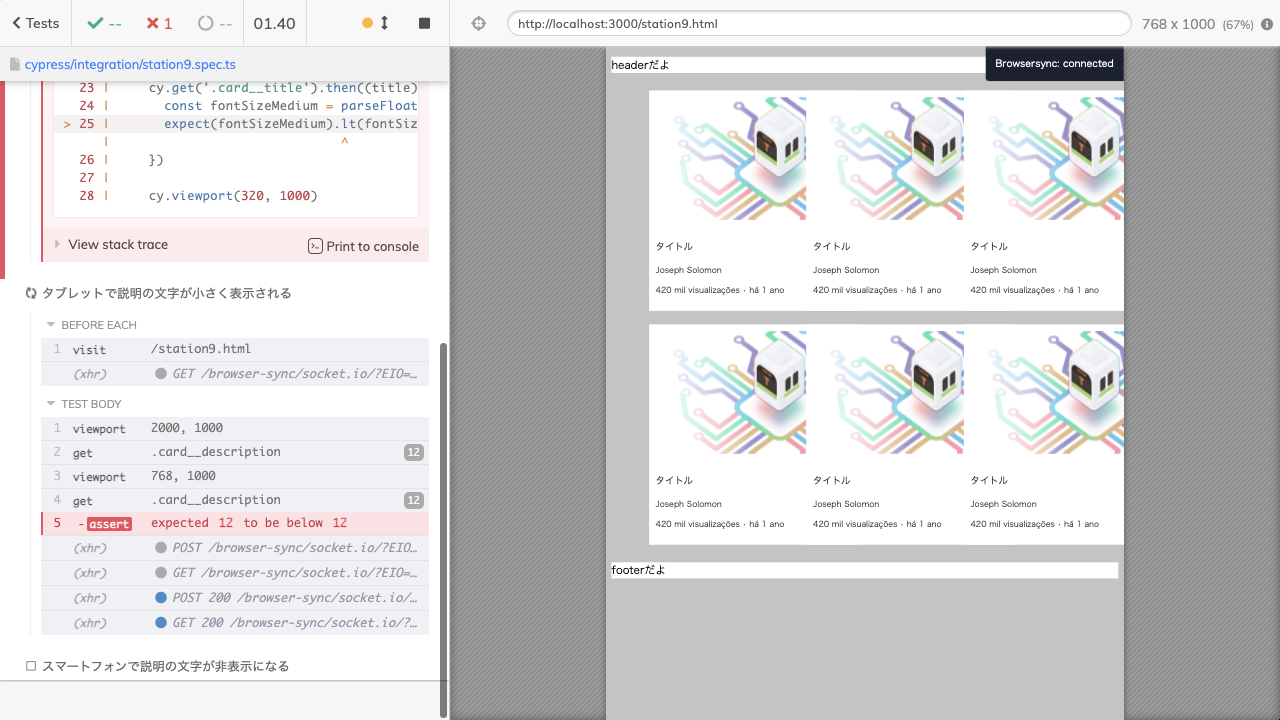 Tests
--
1
--
01.40
http://localhost:3000/station9.html
768 x 1000 (67%)
cypress/integration/station9.spec.ts
23 | cy.get('.card__title').then((title)
24 | const fontSizeMedium = parseFloat
> 25 | expect(fontSizeMedium).lt(fontSiz
| ^
26 | })
27 |
28 | cy.viewport(320, 1000)
View stack trace
Print to console
タブレットで説明の文字が小さく表示される
BEFORE EACH
1 visit /station9.html
(xhr) GET /browser-sync/socket.io/?EIO=…
TEST BODY
1 viewport 2000, 1000
2 get .card__description 12
3 viewport 768, 1000
4 get .card__description 12
5 -assert expected 12 to be below 12
(xhr) POST /browser-sync/socket.io/?EIO…
(xhr) GET /browser-sync/socket.io/?EIO=…
(xhr) POST 200 /browser-sync/socket.io/…
(xhr) GET 200 /browser-sync/socket.io/?…
スマートフォンで説明の文字が非表示になる
headerだよ
Browsersync: connected
タイトル タイトル タイトル
Joseph Solomon Joseph Solomon Joseph Solomon
420 mil visualizações・há 1 ano 420 mil visualizações・há 1 ano 420 mil visualizações・há 1 ano
タイトル タイトル タイトル
Joseph Solomon Joseph Solomon Joseph Solomon
420 mil visualizações・há 1 ano 420 mil visualizações・há 1 ano 420 mil visualizações・há 1 ano
footerだよ